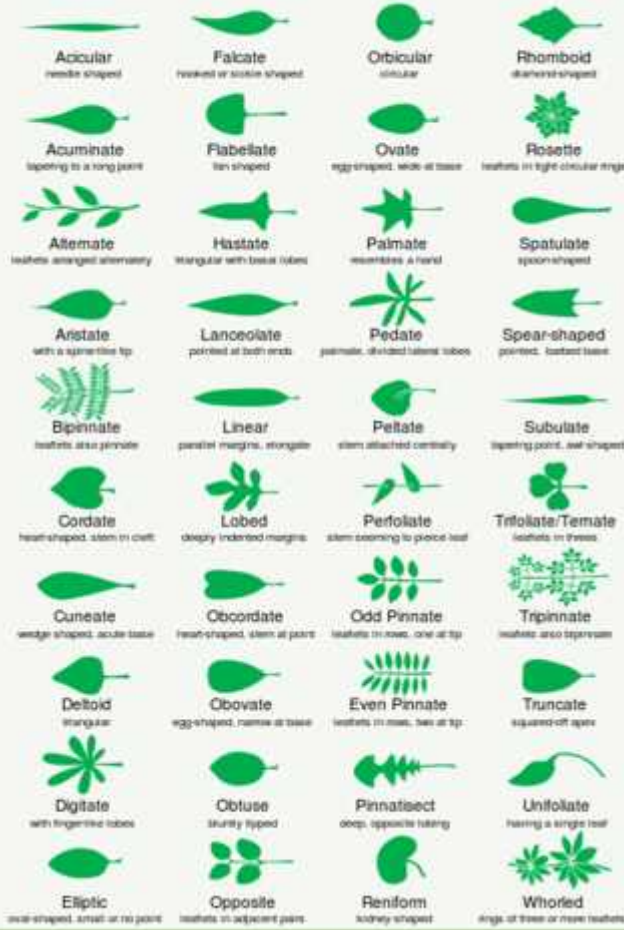 Acicular
needle shaped
Falcate
hooked or sickle shaped
Orbicular
circular
Rhomboid
diamond-shaped
Acuminate
tapering to a long point
Flabellate
fan shaped
Ovate
egg-shaped, wide at base
Rosette
leaflets in tight circular rings
Alternate
leaflets arranged alternately
Hastate
triangular with basal lobes
Palmate
resembles a hand
Spatulate
spoon-shaped
Aristate
with a spine-like tip
Lanceolate
pointed at both ends
Pedate
palmate, divided lateral lobes
Spear-shaped
pointed, barbed base
Bipinnate
leaflets also pinnate
Linear
parallel margins, elongate
Peltate
stem attached centrally
Subulate
tapering point, awl-shaped
Cordate
heart-shaped, stem in cleft
Lobed
deeply indented margins
Perfoliate
stem seeming to pierce leaf
Trifoliate/Ternate
leaflets in threes
Cuneate
wedge shaped, acute base
Obcordate
heart-shaped, stem at point
Odd Pinnate
leaflets in rows, one at tip
Tripinnate
leaflets also bipinnate
Deltoid
triangular
Obovate
egg-shaped, narrow at base
Even Pinnate
leaflets in rows, two at tip
Truncate
squared-off apex
Digitate
with finger-like lobes
Obtuse
bluntly tipped
Pinnatisect
deep, opposite lobing
Unifoliate
having a single leaf
Elliptic
oval-shaped, small or no point
Opposite
leaflets in adjacent pairs
Reniform
kidney-shaped
Whorled
rings of three or more leaflets